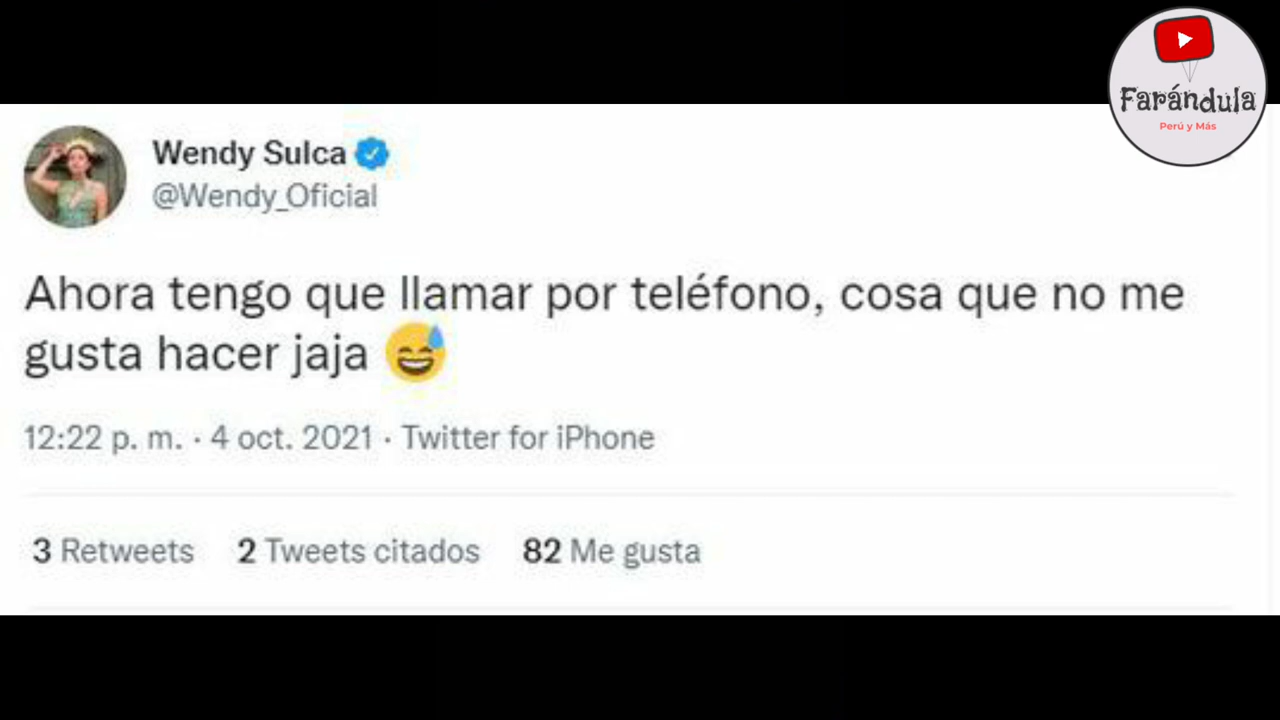 Farándula
Perú y Más
Wendy Sulca
@Wendy_Oficial
Ahora tengo que llamar por teléfono, cosa que no me
gusta hacer jaja 😅
12:22 p. m. · 4 oct. 2021 · Twitter for iPhone
3 Retweets 2 Tweets citados 82 Me gusta